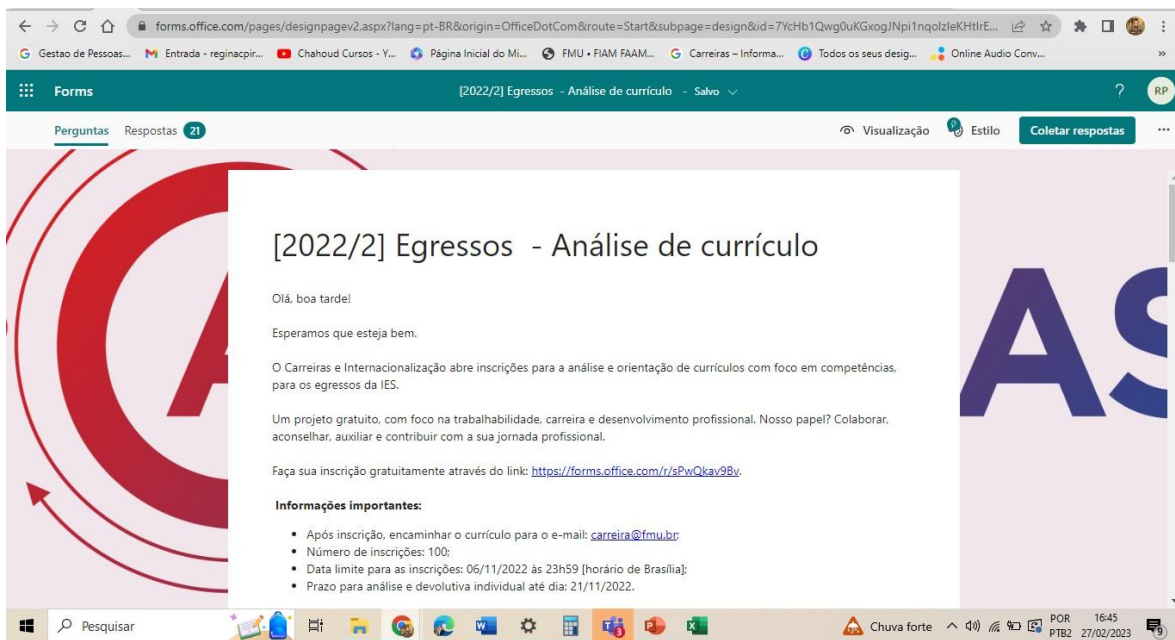 forms.office.com/pages/designpagev2.aspx?lang=pt-BR&origin=OfficeDotCom&route=Start&subpage=design&id=7YcHb1Qwg0uKGxogJNpi1nqolzleKHtlrE...
Gestao de Pessoas...
Entrada - reginacpir...
Chahoud Cursos - Y...
Página Inicial do Mi...
FMU • FIAM FAAM...
Carreiras – Informa...
Todos os seus desig...
Online Audio Conv...
»
Forms
[2022/2] Egressos - Análise de currículo - Salvo
?
RP
Perguntas
Respostas 21
Visualização
Estilo
Coletar respostas
...
A
AS
[2022/2] Egressos - Análise de currículo
Olá, boa tarde!
Esperamos que esteja bem.
O Carreiras e Internacionalização abre inscrições para a análise e orientação de currículos com foco em competências,
para os egressos da IES.
Um projeto gratuito, com foco na trabalhabilidade, carreira e desenvolvimento profissional. Nosso papel? Colaborar,
aconselhar, auxiliar e contribuir com a sua jornada profissional.
Faça sua inscrição gratuitamente através do link: https://forms.office.com/r/sPwQkav9Bv.
Informações importantes:
• Após inscrição, encaminhar o currículo para o e-mail: carreira@fmu.br;
• Número de inscrições: 100;
• Data limite para as inscrições: 06/11/2022 às 23h59 [horário de Brasília];
• Prazo para análise e devolutiva individual até dia: 21/11/2022.
Pesquisar
Chuva forte
POR
PTB2
16:45
27/02/2023